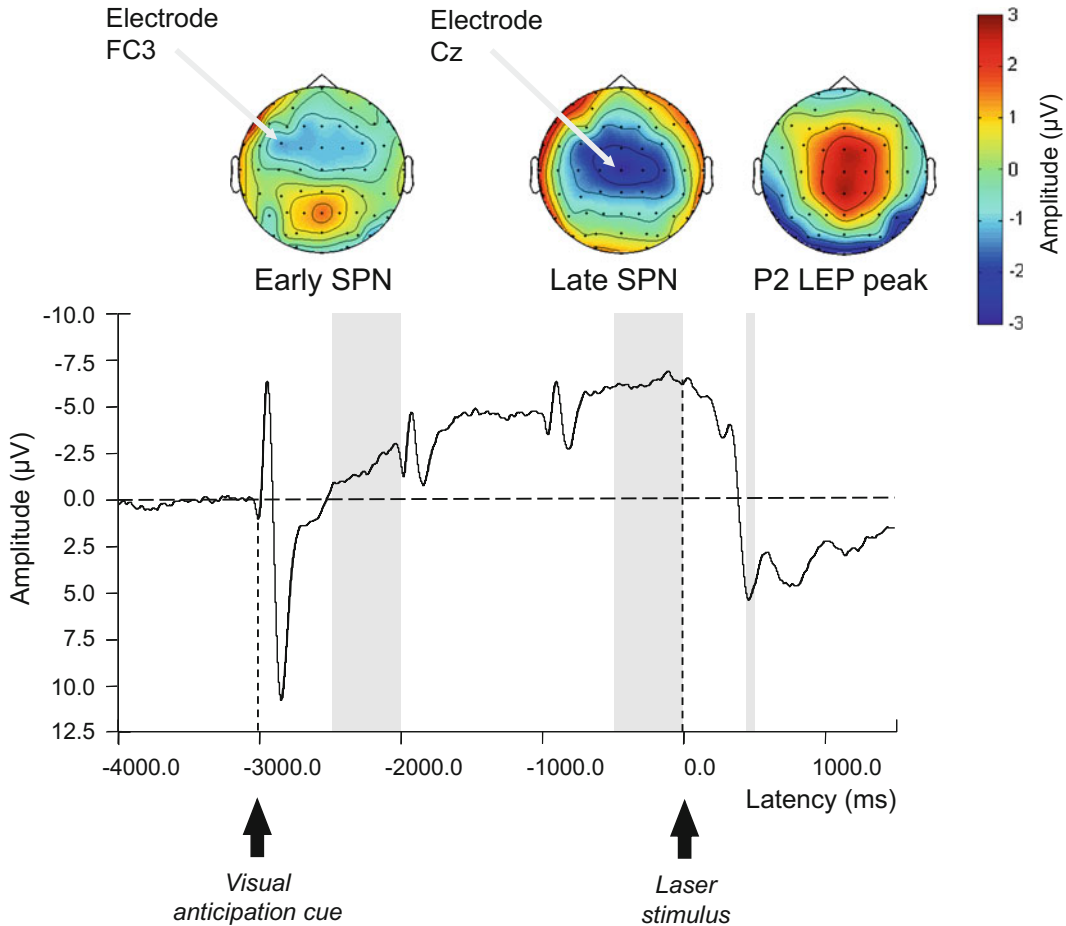 Electrode
FC3
Electrode
Cz
3
2
1
0
-1
-2
-3
Amplitude (µV)
Early SPN
Late SPN
P2 LEP peak
-10.0
-7.5
-5.0
-2.5
0.0
2.5
5.0
7.5
10.0
12.5
Amplitude (µV)
-4000.0
-3000.0
-2000.0
-1000.0
0.0
1000.0
Latency (ms)
Visual
anticipation cue
Laser
stimulus